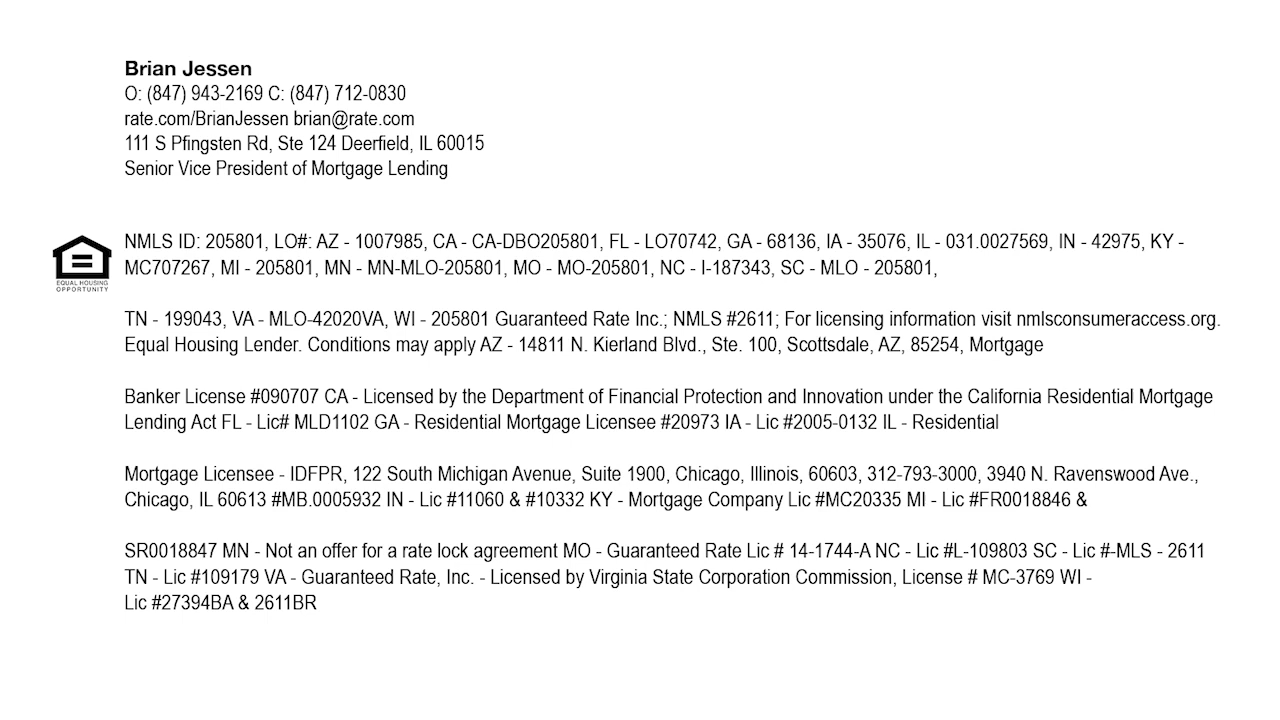 Brian Jessen
O: (847) 943-2169 C: (847) 712-0830
rate.com/BrianJessen brian@rate.com
111 S Pfingsten Rd, Ste 124 Deerfield, IL 60015
Senior Vice President of Mortgage Lending
NMLS ID: 205801, LO#: AZ - 1007985, CA - CA-DBO205801, FL - LO70742, GA - 68136, IA - 35076, IL - 031.0027569, IN - 42975, KY -
MC707267, MI - 205801, MN - MN-MLO-205801, MO - MO-205801, NC - I-187343, SC - MLO - 205801,
EQUAL HOUSING
OPPORTUNITY
TN - 199043, VA - MLO-42020VA, WI - 205801 Guaranteed Rate Inc.; NMLS #2611; For licensing information visit nmlsconsumeraccess.org.
Equal Housing Lender. Conditions may apply AZ - 14811 N. Kierland Blvd., Ste. 100, Scottsdale, AZ, 85254, Mortgage
Banker License #090707 CA - Licensed by the Department of Financial Protection and Innovation under the California Residential Mortgage
Lending Act FL - Lic# MLD1102 GA - Residential Mortgage Licensee #20973 IA - Lic #2005-0132 IL - Residential
Mortgage Licensee - IDFPR, 122 South Michigan Avenue, Suite 1900, Chicago, Illinois, 60603, 312-793-3000, 3940 N. Ravenswood Ave.,
Chicago, IL 60613 #MB.0005932 IN - Lic #11060 & #10332 KY - Mortgage Company Lic #MC20335 MI - Lic #FR0018846 &
SR0018847 MN - Not an offer for a rate lock agreement MO - Guaranteed Rate Lic # 14-1744-A NC - Lic #L-109803 SC - Lic #-MLS - 2611
TN - Lic #109179 VA - Guaranteed Rate, Inc. - Licensed by Virginia State Corporation Commission, License # MC-3769 WI -
Lic #27394BA & 2611BR